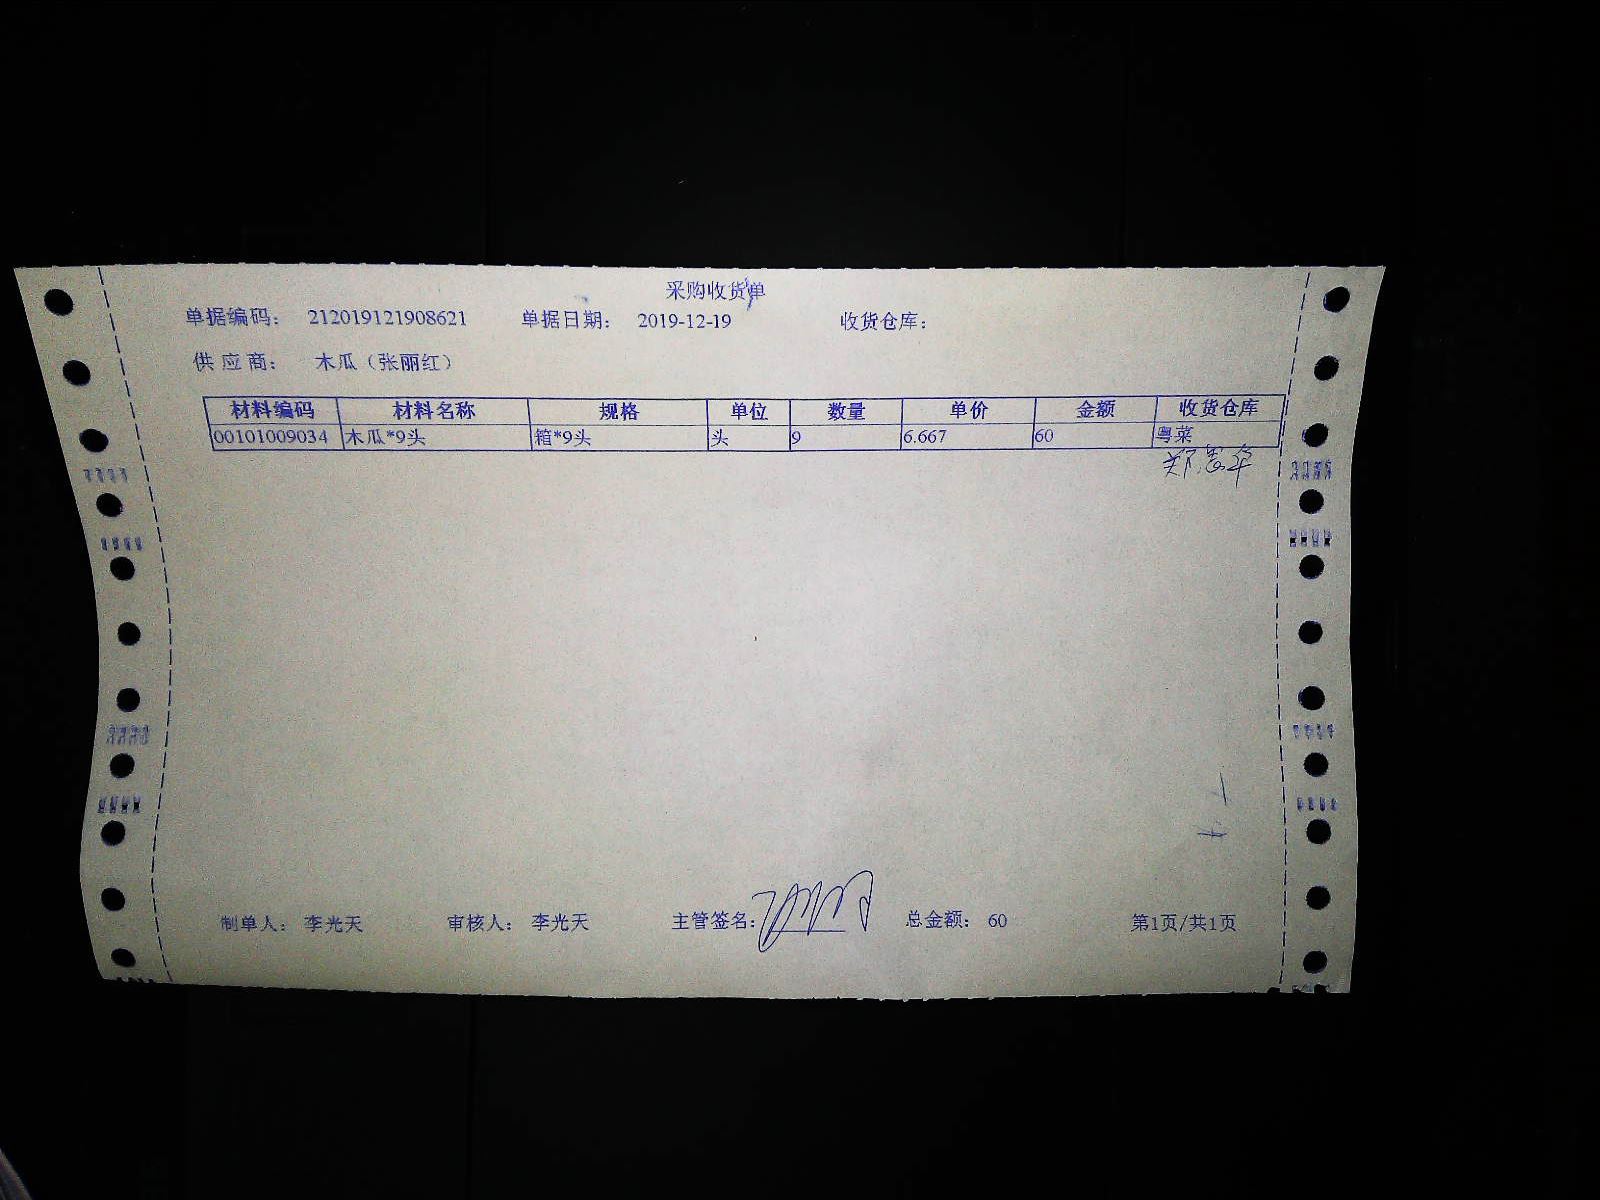 采购收货单
单据编码： 212019121908621 单据日期： 2019-12-19 收货仓库：
供应商： 木瓜（张丽红）
材料编码 材料名称 规格 单位 数量 单价 金额 收货仓库
00101009034 木瓜*9头 箱*9头 头 9 6.667 60 粤菜
制单人： 李光天 审核人： 李光天 主管签名： 总金额： 60 第1页/共1页